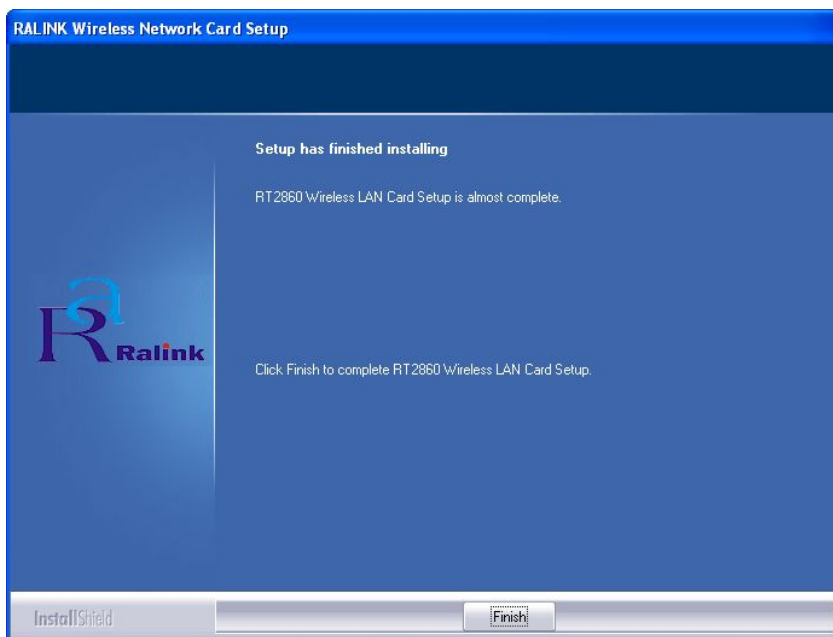 RALINK Wireless Network Card Setup
Setup has finished installing
RT2860 Wireless LAN Card Setup is almost complete.
Ra
Ralink
Click Finish to complete RT2860 Wireless LAN Card Setup.
InstallShield
Finish